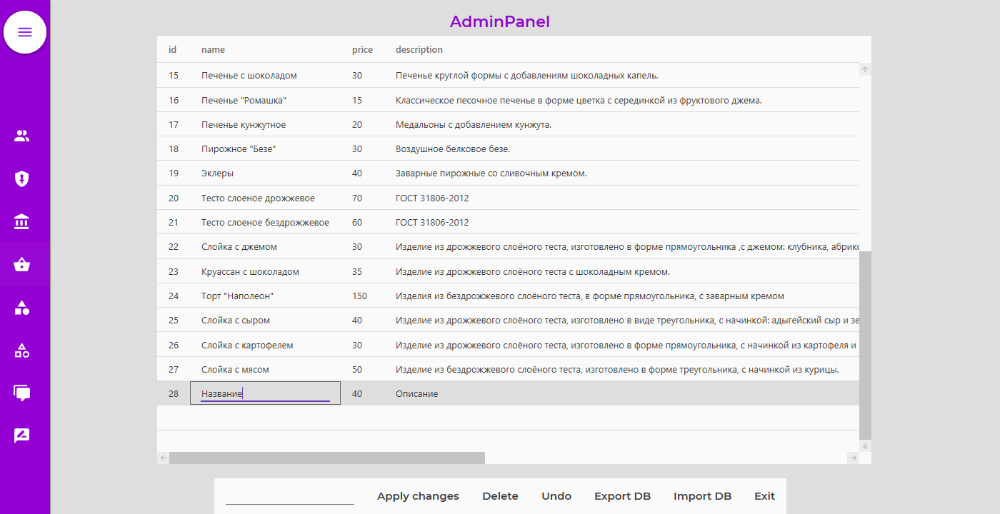 AdminPanel
id name price description
15 Печенье с шоколадом 30 Печенье круглой формы с добавлениям шоколадных капель.
16 Печенье "Ромашка" 15 Классическое песочное печенье в форме цветка с серединкой из фруктового джема.
17 Печенье кунжутное 20 Медальоны с добавлением кунжута.
18 Пирожное "Безе" 30 Воздушное белковое безе.
19 Эклеры 40 Заварные пирожные со сливочным кремом.
20 Тесто слоеное дрожжевое 70 ГОСТ 31806-2012
21 Тесто слоеное бездрожжевое 60 ГОСТ 31806-2012
22 Слойка с джемом 30 Изделие из дрожжевого слоёного теста, изготовлено в форме прямоугольника ,с джемом: клубника,
23 Круассан с шоколадом 35 Изделие из дрожжевого слоёного теста с шоколадным кремом.
24 Торт "Наполеон" 150 Изделия из бездрожжевого слоёного теста, в форме прямоугольника, с заварным кремом
25 Слойка с сыром 40 Изделие из дрожжевого слоёного теста, изготовлено в виде треугольника, с начинкой: адыгейский сыр и
26 Слойка с картофелем 30 Изделие из дрожжевого слоёного теста, изготовлено в форме прямоугольника, с начинкой из картофеля и
27 Слойка с мясом 50 Изделие из бездрожжевого слоёного теста, изготовлено в форме треугольника, с начинкой из курицы.
28 Название 40 Описание
Apply changes Delete Undo Export DB Import DB Exit